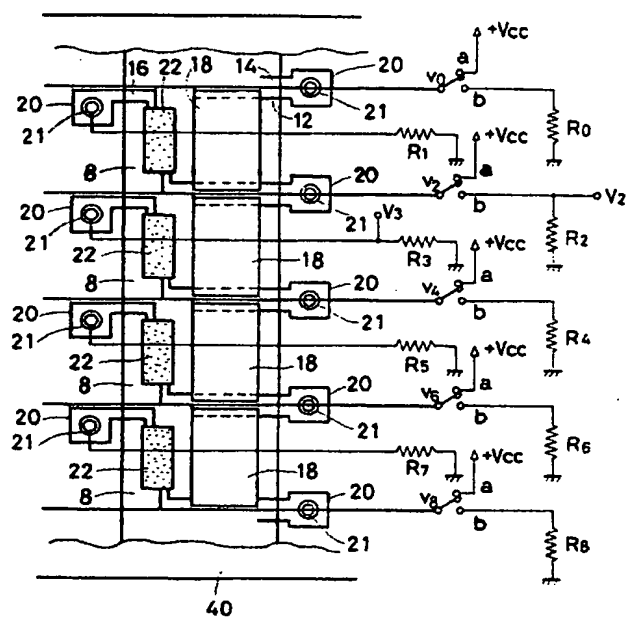 +Vcc
a
16 22 18 14 20 v0
b
20 21
21 12 R0
+Vcc
R1
8 20 v2 a
20 b V2
21 V3 21
22 R3 R2
+Vcc
18 a
8 20 v4
20 b
21 21
22 R5 R4
+Vcc
18 a
8 20 v6
20 b
21 21
R6
22 18 R7
+Vcc
8 20 v8 a
b
21
R8
40